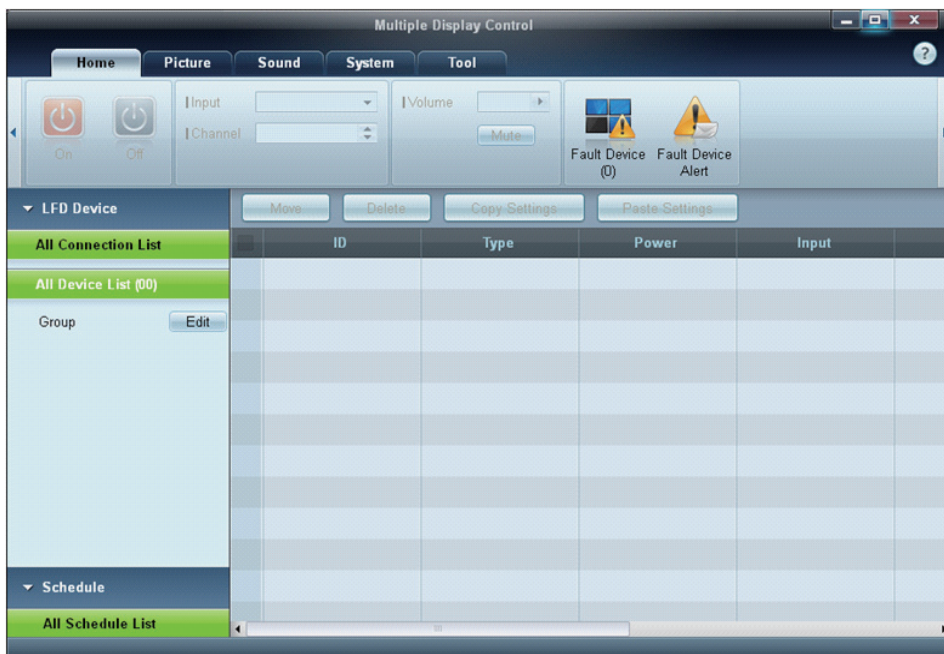 Multiple Display Control
Home Picture Sound System Tool
?
Input
Channel
On Off
Volume
Mute
Fault Device
(0)
Fault Device
Alert
LFD Device
Move Delete Copy Settings Paste Settings
All Connection List
ID Type Power Input
All Device List (00)
Group Edit
Schedule
All Schedule List